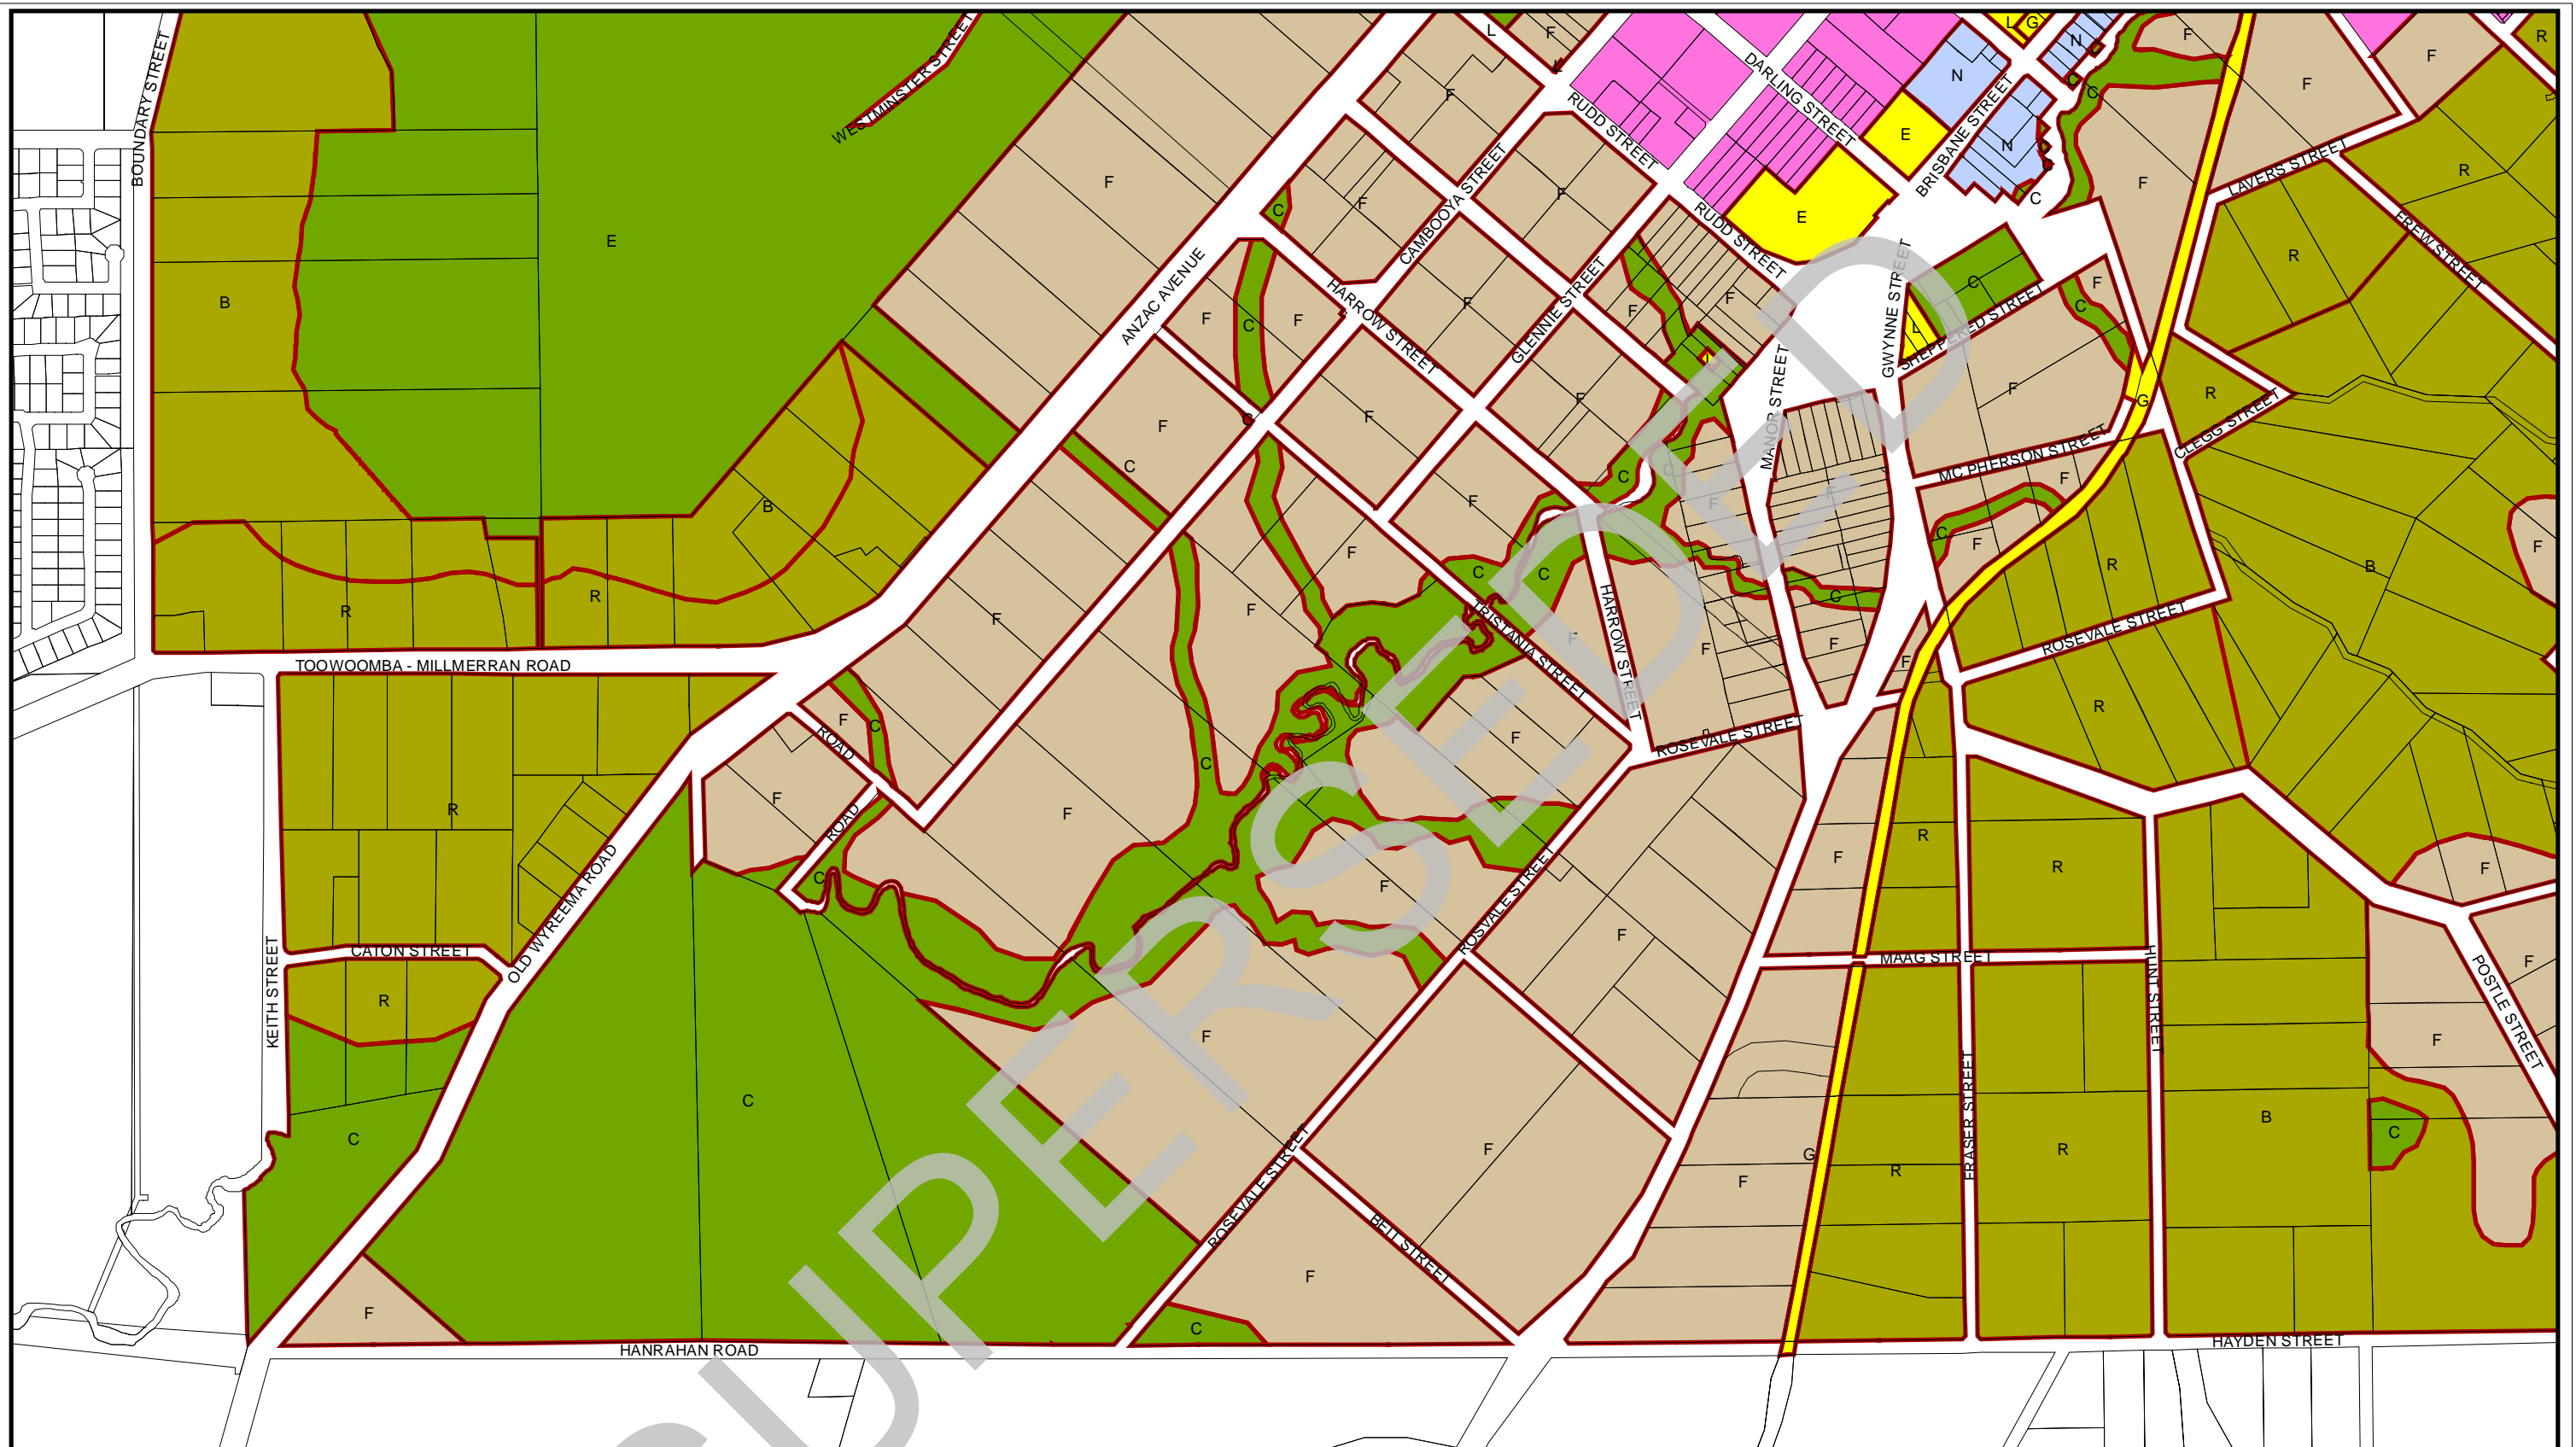 BOUNDARY STREET
WESTMINSTER STREET
L
F
DARLING STREET
L
G
N
F
F
R
F
N
RUDD STREET
E
N
BRISBANE STREET
C
C
F
F
LAVERS STREET
R
F
E
B
ANZAC AVENUE
C
F
CAMBOOYA STREET
F
RUDD STREET
E
C
F
FREW STREET
R
F
C
F
HARROW STREET
F
GLENNIE STREET
F
F
GWYNNE STREET
C
L
SHEPPERD STREET
F
C
F
C
F
F
MANOR STREET
G
R
CLEGG STREET
MC PHERSON STREET
C
F
C
C
F
F
F
B
F
C
F
R
B
F
R
R
F
F
F
C
C
F
TRISTANIA STREET
HARROW STREET
F
F
C
F
ROSEVALE STREET
TOOWOOMBA - MILLMERRAN ROAD
F
C
ROAD
C
F
ROSEVALE STREET
R
R
F
ROAD
F
C
F
ROSVALE STREET
F
R
R
F
F
CATON STREET
OLD WYREEMA ROAD
KEITH STREET
R
F
MAAG STREET
HUNT STREET
F
POSTLE STREET
F
F
C
C
ROSEVALE STREET
F
F
G
R
FRASER STREET
R
B
C
BEIT STREET
F
F
C
HANRAHAN ROAD
HAYDEN STREET
SUPERSEDED